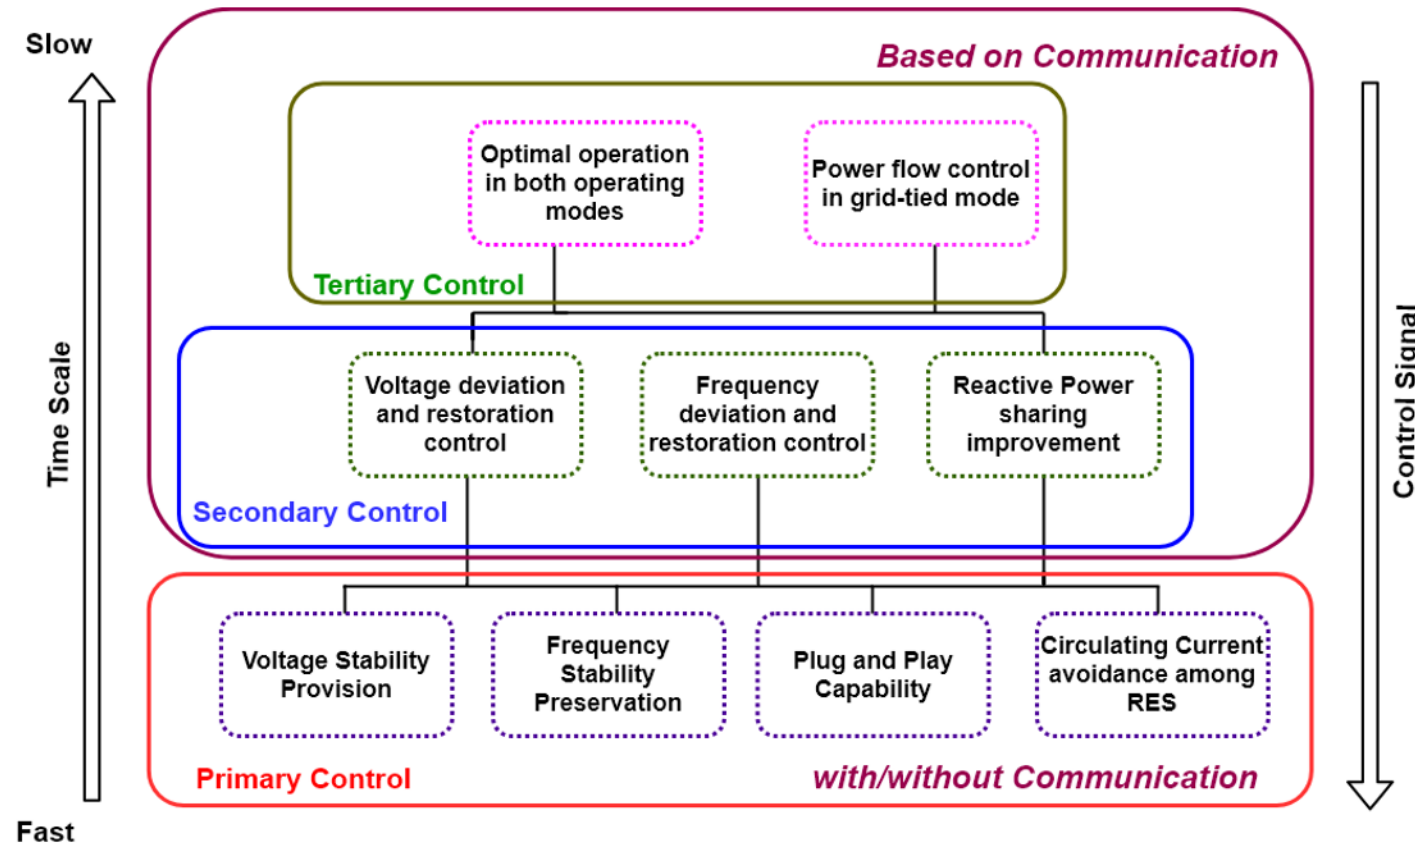 Slow
Based on Communication
Optimal operation
in both operating
modes
Power flow control
in grid-tied mode
Tertiary Control
Time Scale
Control Signal
Voltage deviation
and restoration
control
Frequency
deviation and
restoration control
Reactive Power
sharing
improvement
Secondary Control
Voltage Stability
Provision
Frequency
Stability
Preservation
Plug and Play
Capability
Circulating Current
avoidance among
RES
Primary Control
with/without Communication
Fast